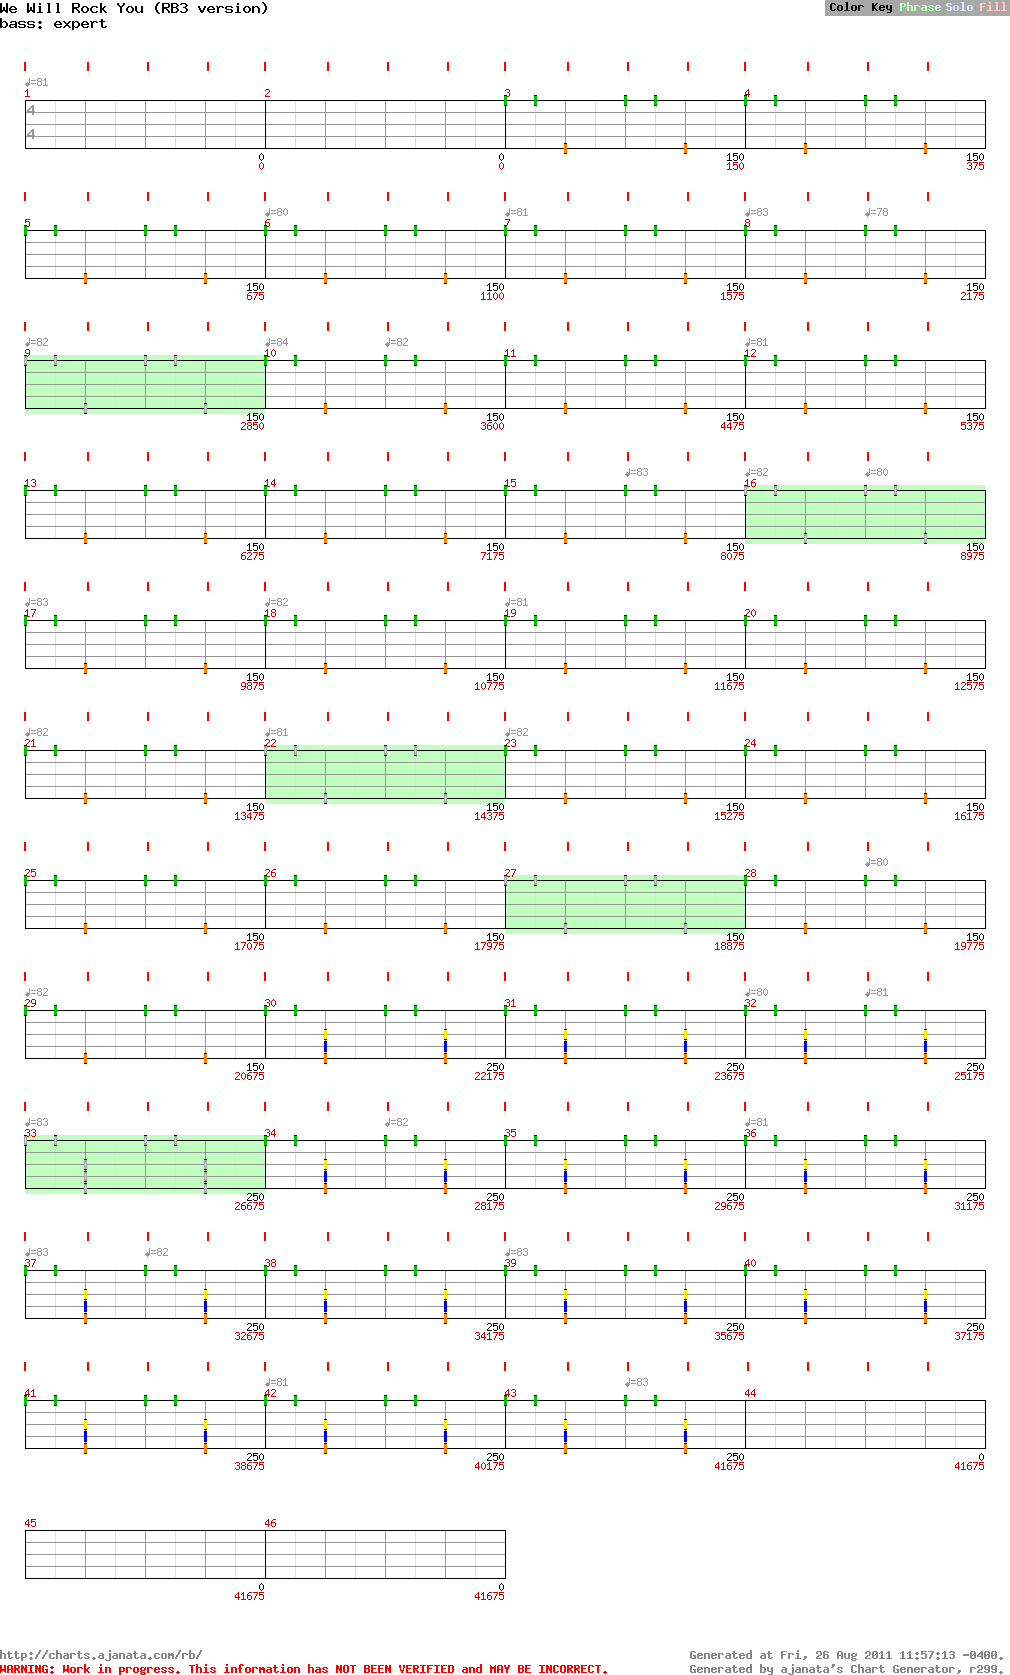 We Will Rock You (RB3 version)
Color Key Phrase Solo Fill
bass: expert
♩=81
1 2 3 4
4
4
0 0 150 150
0 0 150 375
♩=80 ♩=81 ♩=83 ♩=78
5 6 7 8
150 150 150 150
675 1100 1575 2175
♩=82 ♩=84 ♩=82 ♩=81
9 10 11 12
150 150 150 150
2850 3600 4475 5375
♩=83 ♩=82 ♩=80
13 14 15 16
150 150 150 150
6275 7175 8075 8975
♩=83 ♩=82 ♩=81
17 18 19 20
150 150 150 150
9875 10775 11675 12575
♩=82 ♩=81 ♩=82
21 22 23 24
150 150 150 150
13475 14375 15275 16175
♩=80
25 26 27 28
150 150 150 150
17075 17975 18875 19775
♩=82 ♩=80 ♩=81
29 30 31 32
150 250 250 250
20675 22175 23675 25175
♩=83 ♩=82 ♩=81
33 34 35 36
250 250 250 250
26675 28175 29675 31175
♩=83 ♩=82 ♩=83
37 38 39 40
250 250 250 250
32675 34175 35675 37175
♩=81 ♩=83
41 42 43 44
250 250 250 0
38675 40175 41675 41675
45 46
0 0
41675 41675
http://charts.ajanata.com/rb/
Generated at Fri, 26 Aug 2011 11:57:13 -0400.
WARNING: Work in progress. This information has NOT BEEN VERIFIED and MAY BE INCORRECT.
Generated by ajanata's Chart Generator, r299.